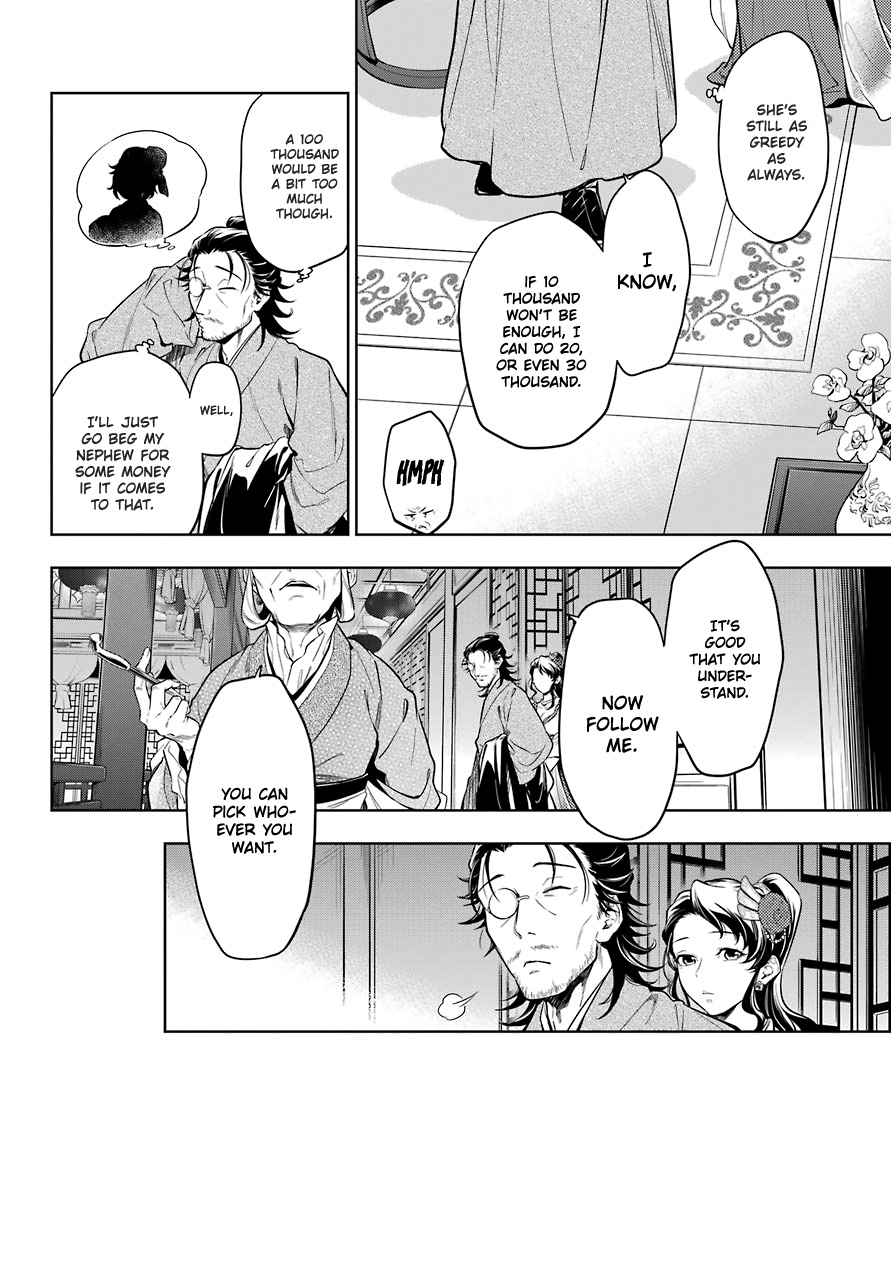 SHE'S
STILL AS
GREEDY
AS
ALWAYS.
I
KNOW,
IF 10
THOUSAND
WON'T BE
ENOUGH, I
CAN DO 20,
OR EVEN 30
THOUSAND.
HMPH
A 100
THOUSAND
WOULD BE
A BIT TOO
MUCH
THOUGH.
WELL,
I'LL JUST
GO BEG MY
NEPHEW FOR
SOME MONEY
IF IT COMES
TO THAT.
IT'S
GOOD
THAT YOU
UNDER-
STAND.
NOW
FOLLOW
ME.
YOU CAN
PICK WHO-
EVER YOU
WANT.